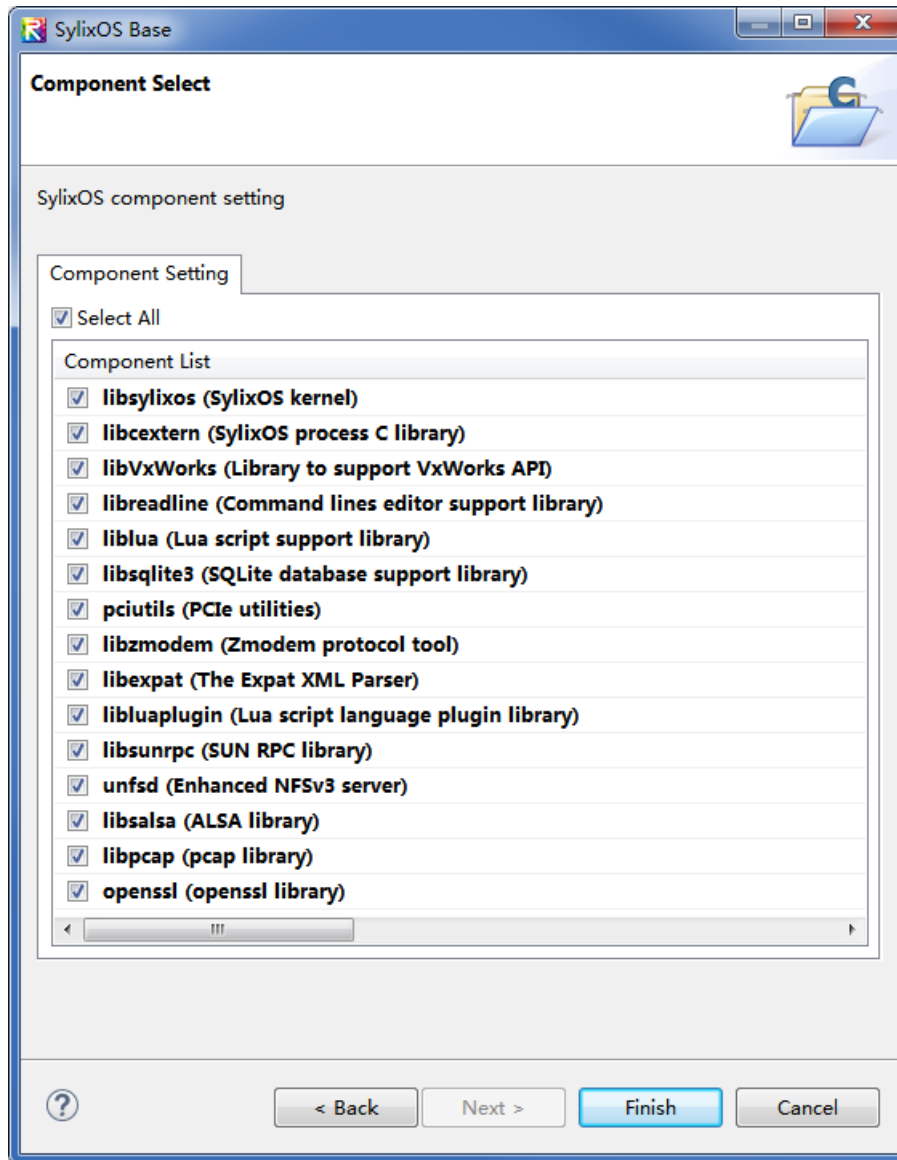 SylixOS Base
Component Select
SylixOS component setting
Component Setting
Select All
Component List
libsylixos (SylixOS kernel)
libcextern (SylixOS process C library)
libVxWorks (Library to support VxWorks API)
libreadline (Command lines editor support library)
liblua (Lua script support library)
libsqlite3 (SQLite database support library)
pciutils (PCIe utilities)
libzmodem (Zmodem protocol tool)
libexpat (The Expat XML Parser)
libluaplugin (Lua script language plugin library)
libsunrpc (SUN RPC library)
unfsd (Enhanced NFSv3 server)
libsalsa (ALSA library)
libpcap (pcap library)
openssl (openssl library)
? < Back Next > Finish Cancel